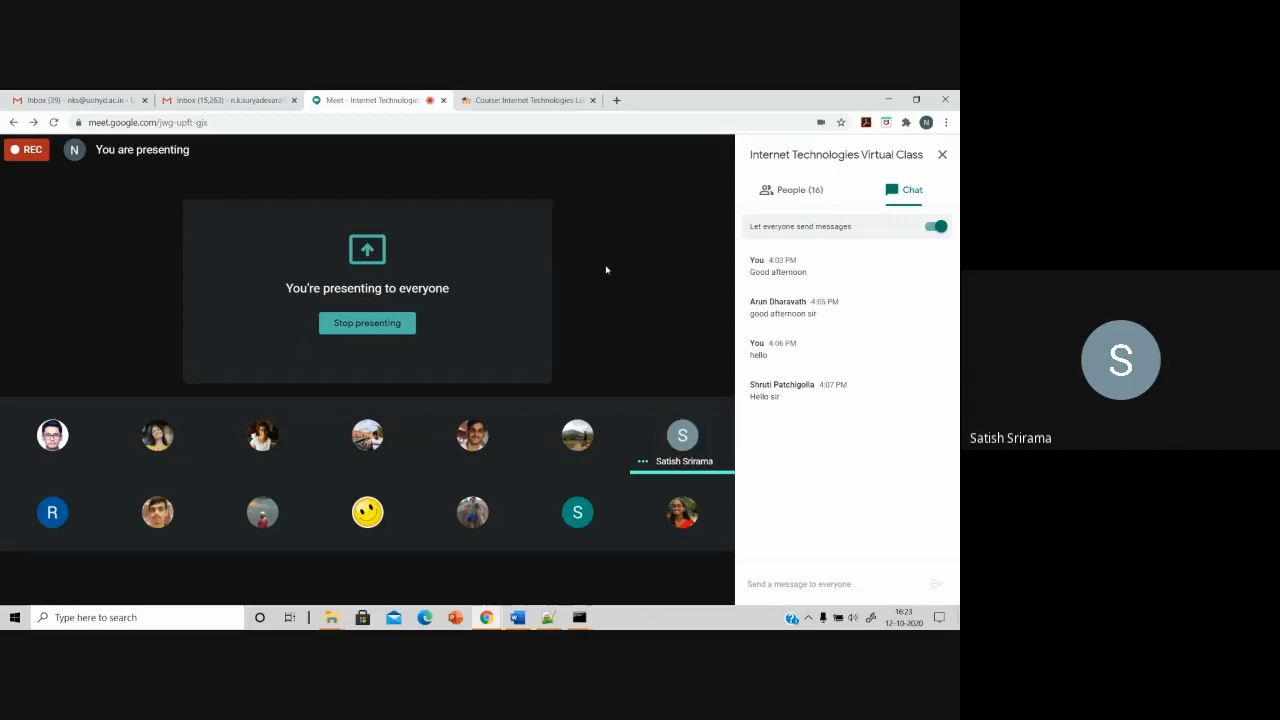 Inbox (39) - nks@uohyd.ac.in - U
Inbox (15,263) - n.k.suryadevara
Meet - Internet Technologie
Course: Internet Technologies La
meet.google.com/jwg-upft-gjx
N
REC
N
You are presenting
You're presenting to everyone
Stop presenting
S
Satish Srirama
R
S
Internet Technologies Virtual Class
People (16)
Chat
Let everyone send messages
You 4:03 PM
Good afternoon
Arun Dharavath 4:05 PM
good afternoon sir
You 4:06 PM
hello
Shruti Patchigolla 4:07 PM
Hello sir
Send a message to everyone
S
Satish Srirama
Type here to search
16:23
12-10-2020